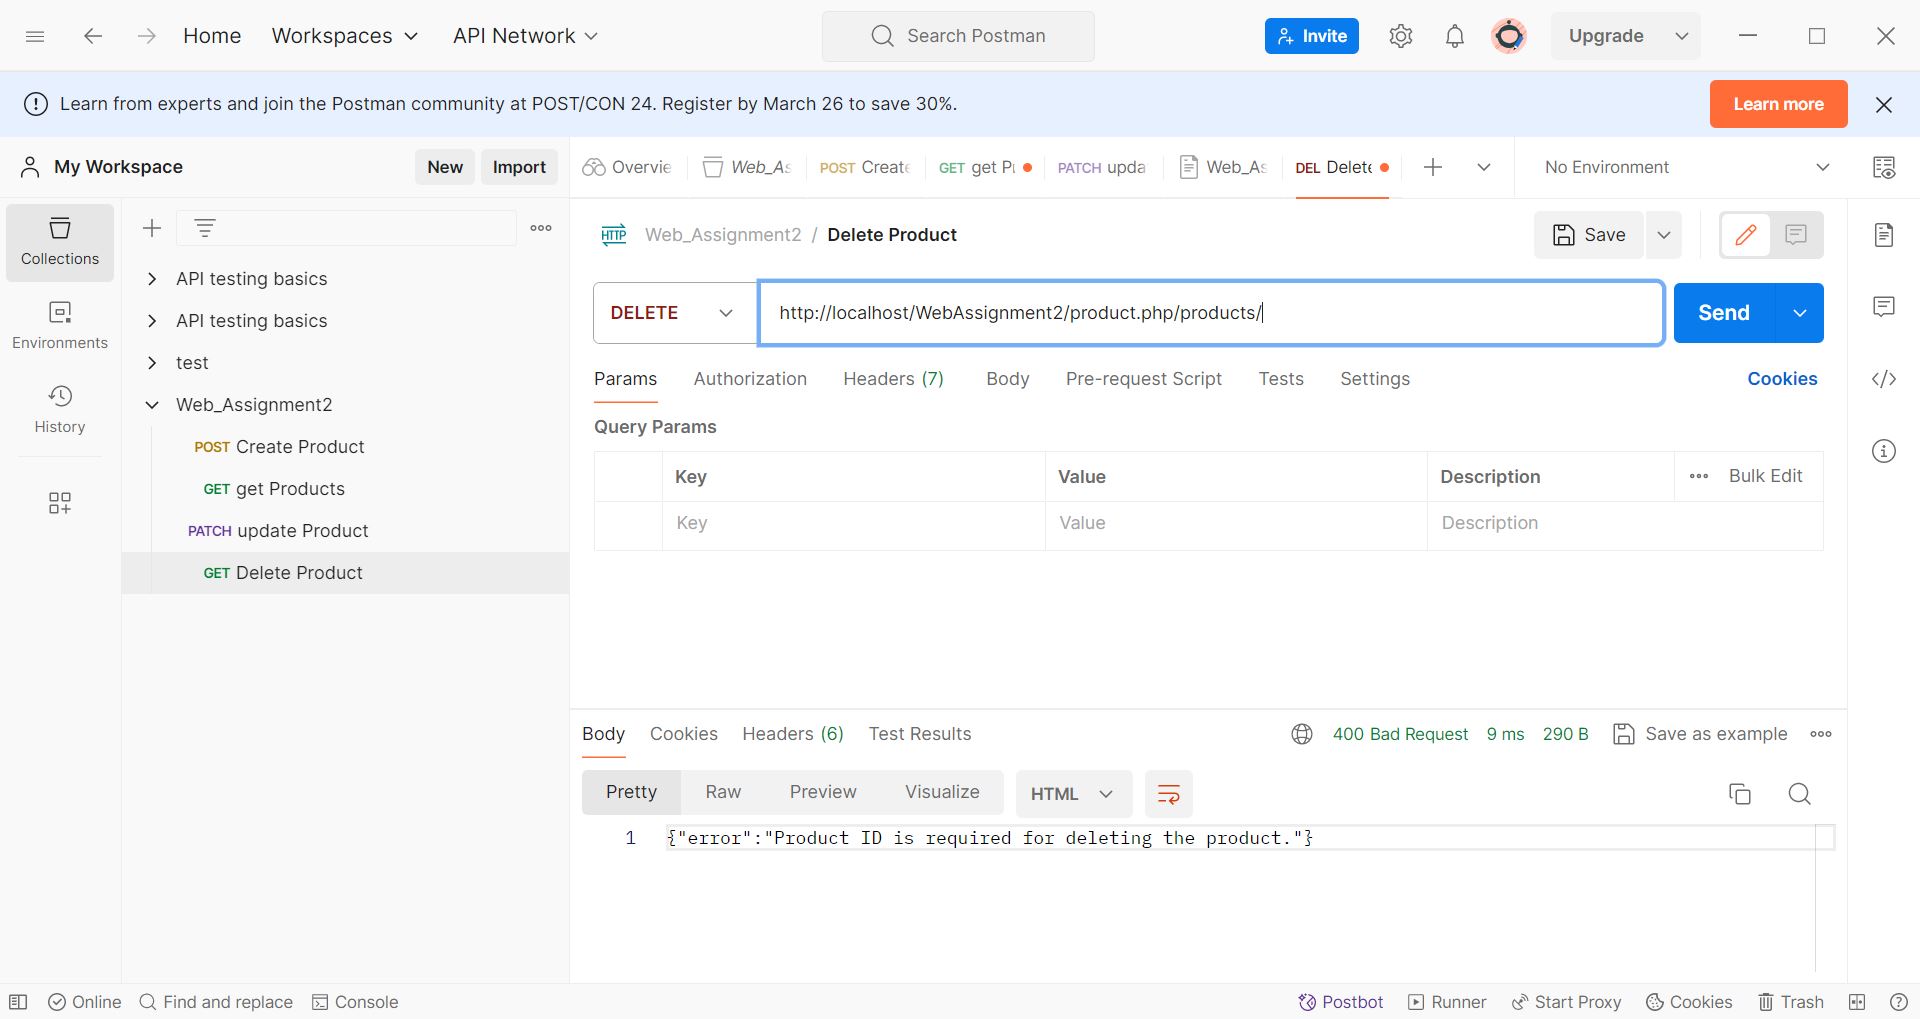 Home Workspaces API Network Search Postman Invite Upgrade
Learn from experts and join the Postman community at POST/CON 24. Register by March 26 to save 30%. Learn more
My Workspace New Import
Overvie Web_As POST Create GET get P PATCH upda Web_As DEL Delete No Environment
Collections
Environments
History
API testing basics
API testing basics
test
Web_Assignment2
POST Create Product
GET get Products
PATCH update Product
GET Delete Product
HTTP Web_Assignment2 / Delete Product Save
DELETE http://localhost/WebAssignment2/product.php/products/ Send
Params Authorization Headers (7) Body Pre-request Script Tests Settings Cookies
Query Params
Key Value Description Bulk Edit
Key Value Description
Body Cookies Headers (6) Test Results 400 Bad Request 9 ms 290 B Save as example
Pretty Raw Preview Visualize HTML
1 {"error":"Product ID is required for deleting the product."}
Online Find and replace Console Postbot Runner Start Proxy Cookies Trash